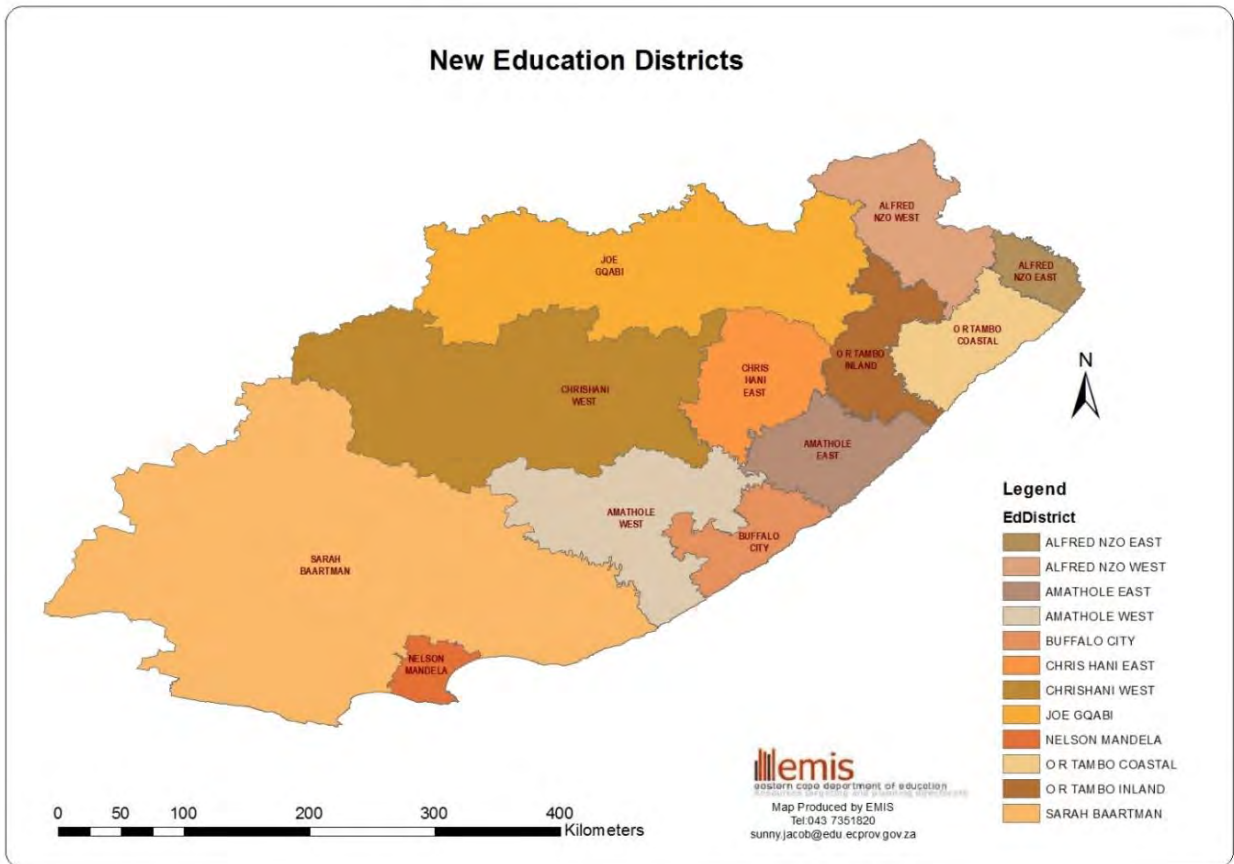 New Education Districts
ALFRED
NZO WEST
JOE
GQABI
ALFRED
NZO EAST
O R TAMBO
COASTAL
O R TAMBO
INLAND
CHRIS
HANI
EAST
CHRISHANI
WEST
AMATHOLE
EAST
AMATHOLE
WEST
BUFFALO
CITY
SARAH
BAARTMAN
NELSON
MANDELA
N
Legend
EdDistrict
ALFRED NZO EAST
ALFRED NZO WEST
AMATHOLE EAST
AMATHOLE WEST
BUFFALO CITY
CHRIS HANI EAST
CHRISHANI WEST
JOE GQABI
NELSON MANDELA
O R TAMBO COASTAL
O R TAMBO INLAND
SARAH BAARTMAN
emis
eastern cape department of education
Map Produced by EMIS
Tel:043 7351820
sunny.jacob@edu.ecprov.gov.za
0 50 100 200 300 400
Kilometers